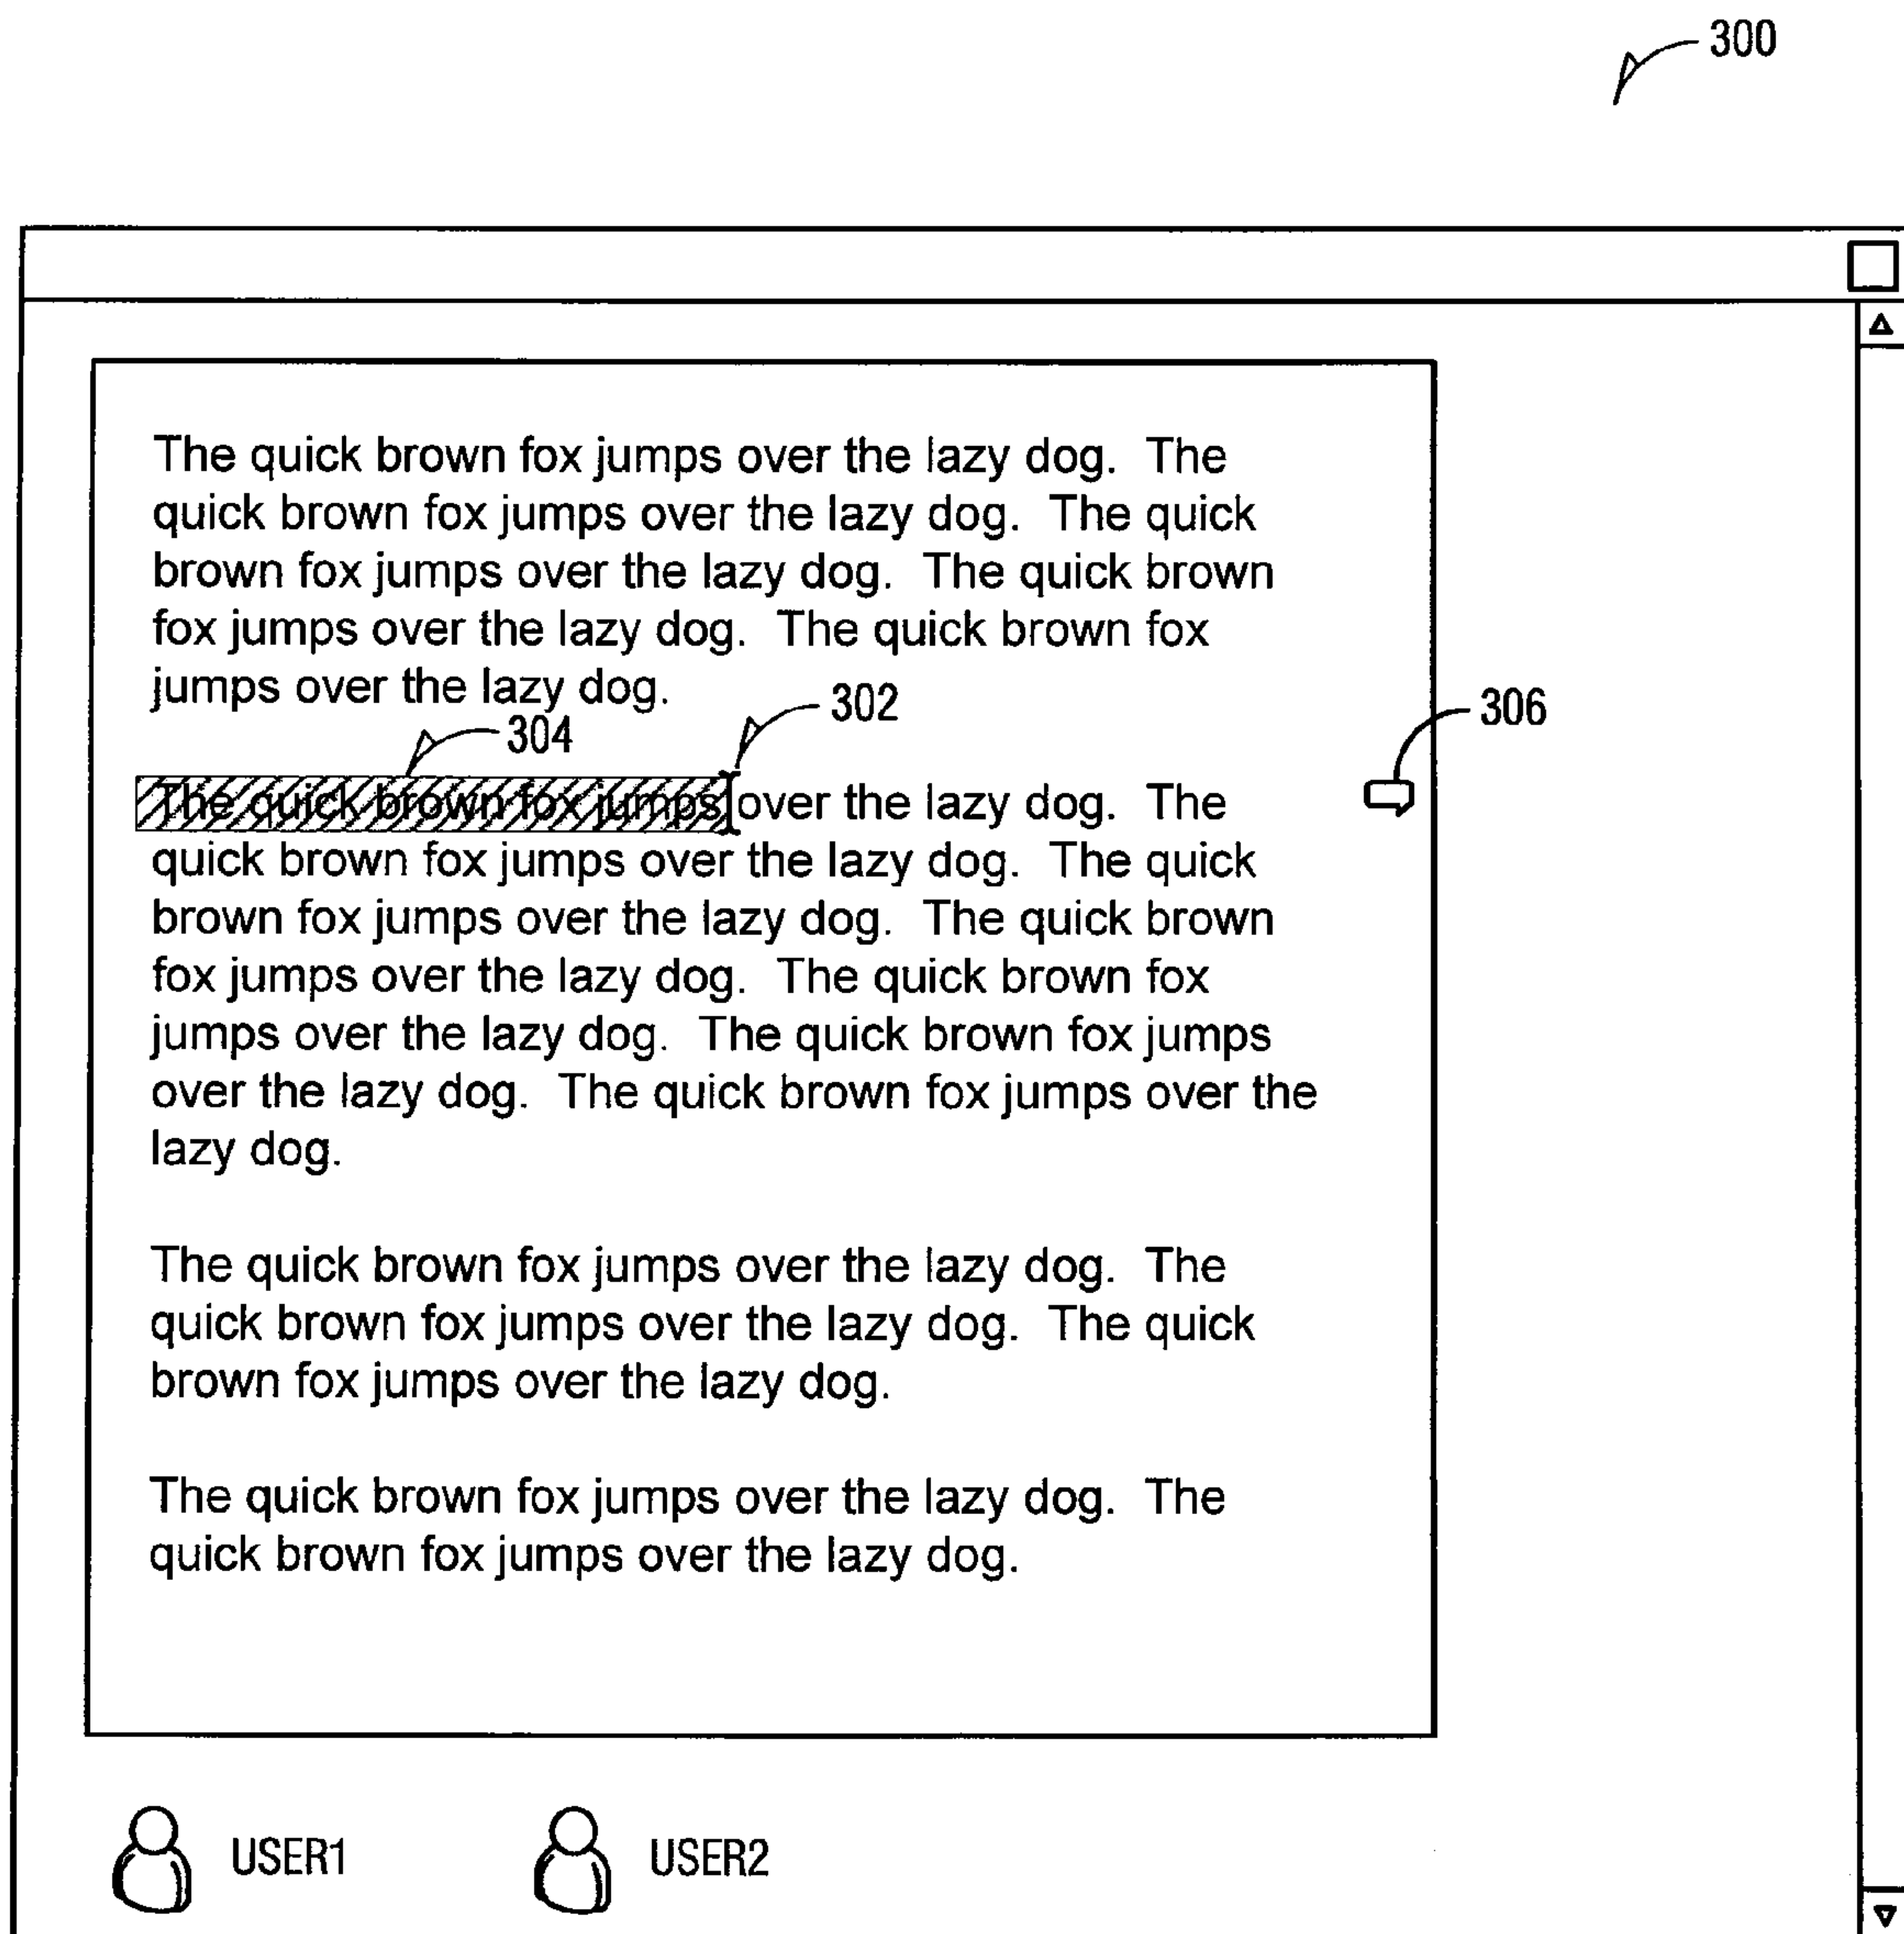 300
The quick brown fox jumps over the lazy dog.  The
quick brown fox jumps over the lazy dog.  The quick
brown fox jumps over the lazy dog.  The quick brown
fox jumps over the lazy dog.  The quick brown fox
jumps over the lazy dog.
304
302
306
The quick brown fox jumps over the lazy dog.  The
quick brown fox jumps over the lazy dog.  The quick
brown fox jumps over the lazy dog.  The quick brown
fox jumps over the lazy dog.  The quick brown fox
jumps over the lazy dog.  The quick brown fox jumps
over the lazy dog.  The quick brown fox jumps over the
lazy dog.
The quick brown fox jumps over the lazy dog.  The
quick brown fox jumps over the lazy dog.  The quick
brown fox jumps over the lazy dog.
The quick brown fox jumps over the lazy dog.  The
quick brown fox jumps over the lazy dog.
USER1
USER2